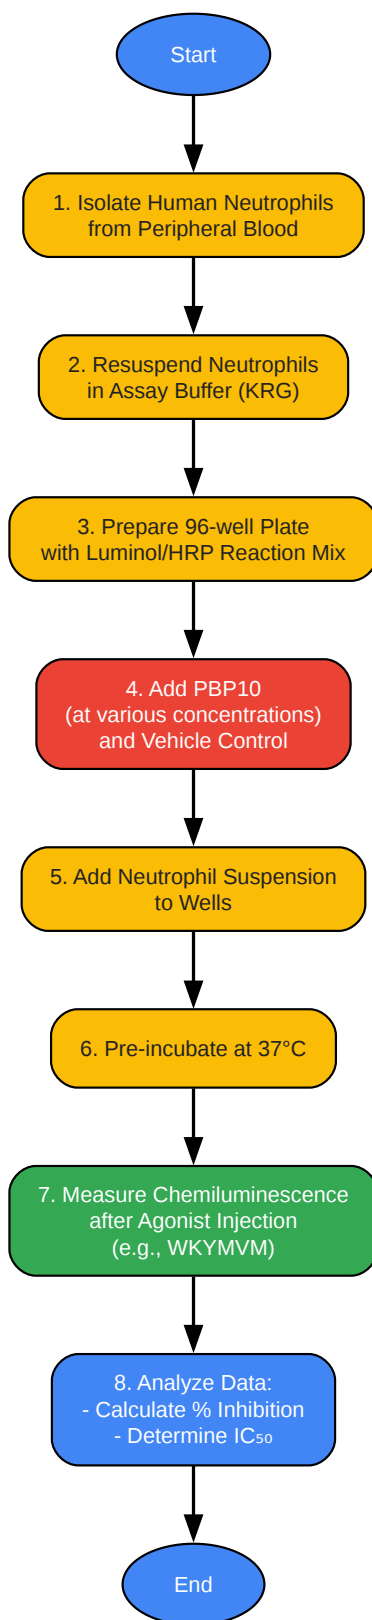 Start
1. Isolate Human Neutrophils
from Peripheral Blood
2. Resuspend Neutrophils
in Assay Buffer (KRG)
3. Prepare 96-well Plate
with Luminol/HRP Reaction Mix
4. Add PBP10
(at various concentrations)
and Vehicle Control
5. Add Neutrophil Suspension
to Wells
6. Pre-incubate at 37°C
7. Measure Chemiluminescence
after Agonist Injection
(e.g., WKYMVM)
8. Analyze Data:
- Calculate % Inhibition
- Determine IC₅₀
End